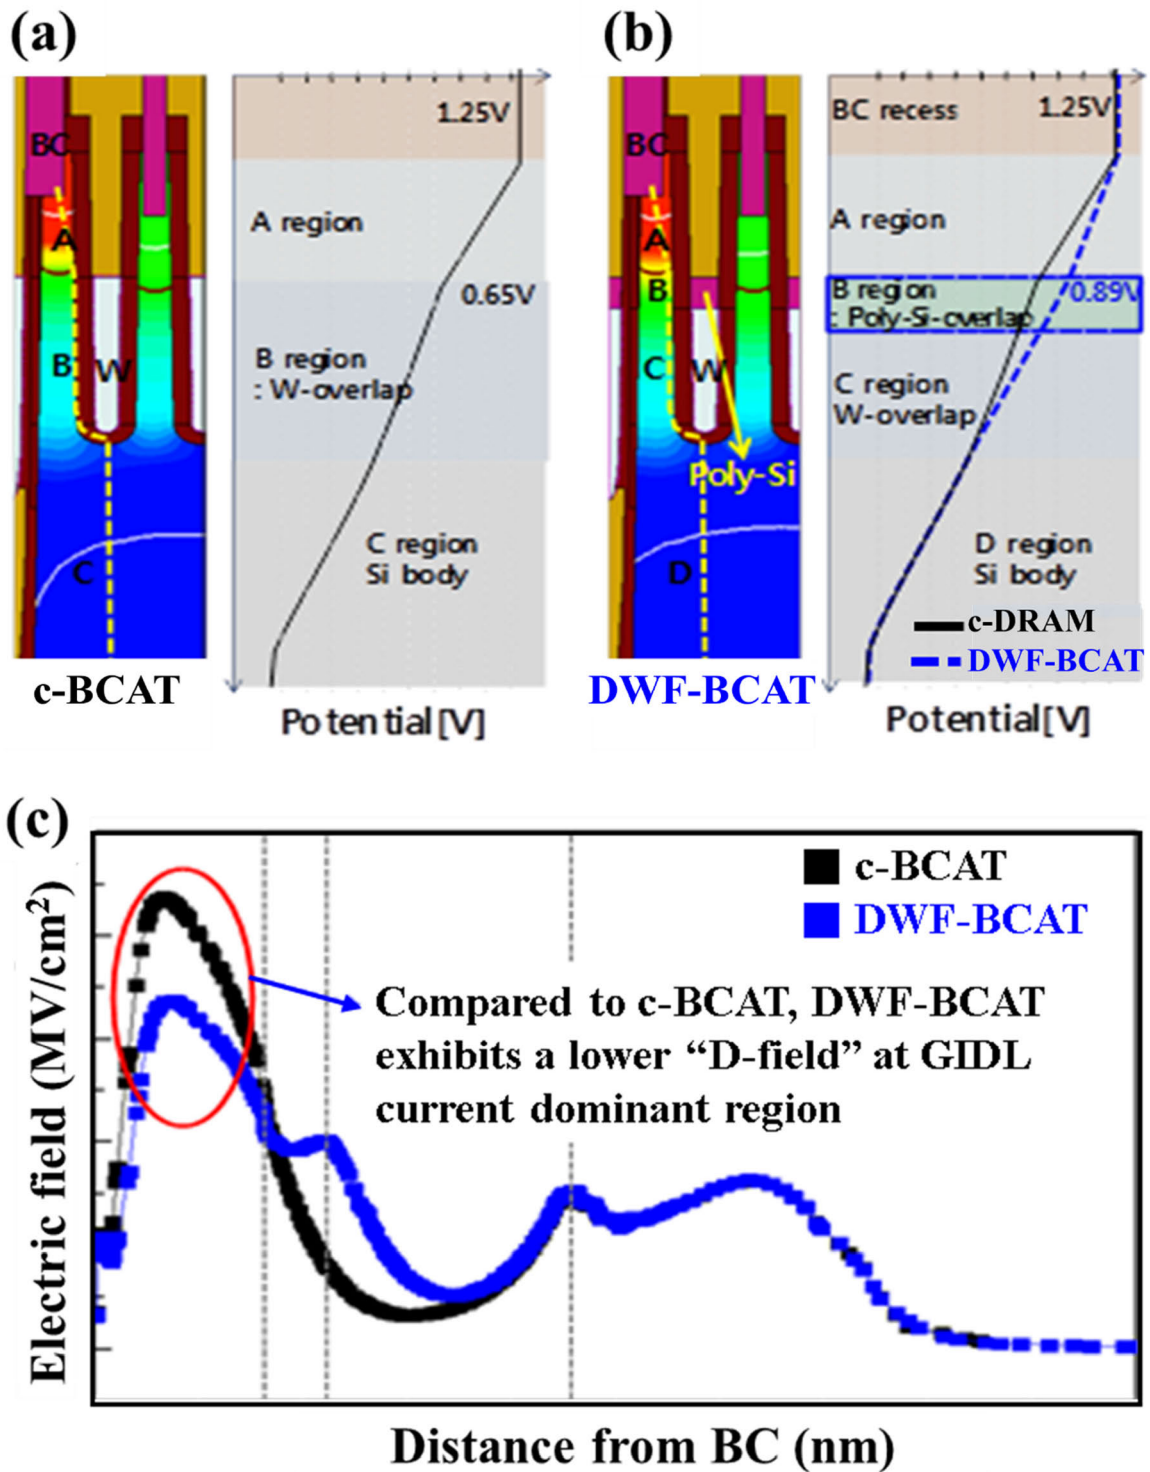 (a)
BC
A
B
W
C
c-BCAT
1.25V
A region
0.65V
B region
: W-overlap
C region
Si body
Potential[V]
(b)
BC
A
B
C
W
Poly-Si
D
DWF-BCAT
BC recess
1.25V
A region
B region
0.89V
: Poly-Si-overlap
C region
W-overlap
D region
Si body
c-DRAM
DWF-BCAT
Potential[V]
(c)
c-BCAT
DWF-BCAT
Compared to c-BCAT, DWF-BCAT
exhibits a lower “D-field” at GIDL
current dominant region
Electric field (MV/cm²)
Distance from BC (nm)